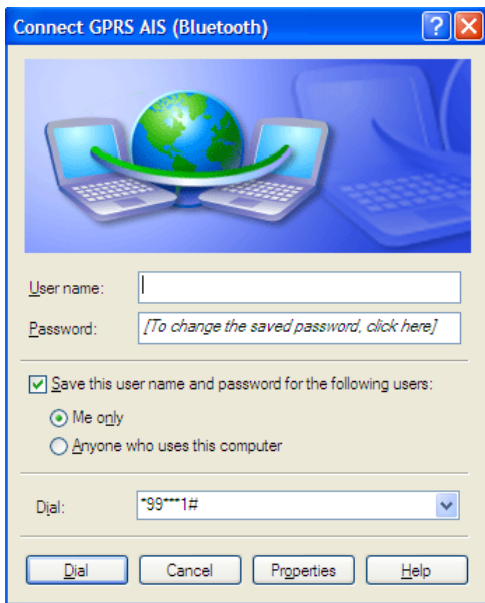 Connect GPRS AIS (Bluetooth)
User name:
Password: [To change the saved password, click here]
Save this user name and password for the following users:
Me only
Anyone who uses this computer
Dial: *99***1#
Dial Cancel Properties Help